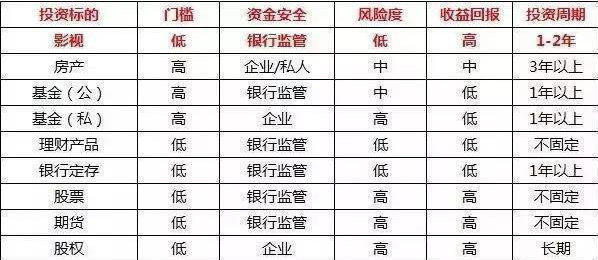 投资标的 门槛 资金安全 风险度 收益回报 投资周期
影视 低 银行监管 低 高 1-2年
房产 高 企业/私人 中 中 3年以上
基金（公） 高 银行监管 中 低 1年以上
基金（私） 高 企业 高 低 1年以上
理财产品 低 银行监管 低 低 不固定
银行定存 低 银行监管 低 低 1年以上
股票 低 银行监管 高 高 不固定
期货 低 银行监管 高 高 不固定
股权 低 企业 高 高 长期